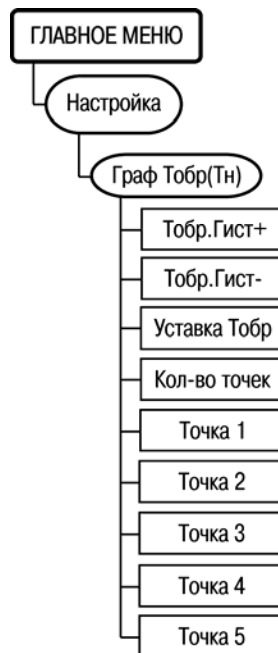 ГЛАВНОЕ МЕНЮ
Настройка
Граф Тобр(Тн)
Тобр.Гист+
Тобр.Гист-
Уставка Тобр
Кол-во точек
Точка 1
Точка 2
Точка 3
Точка 4
Точка 5